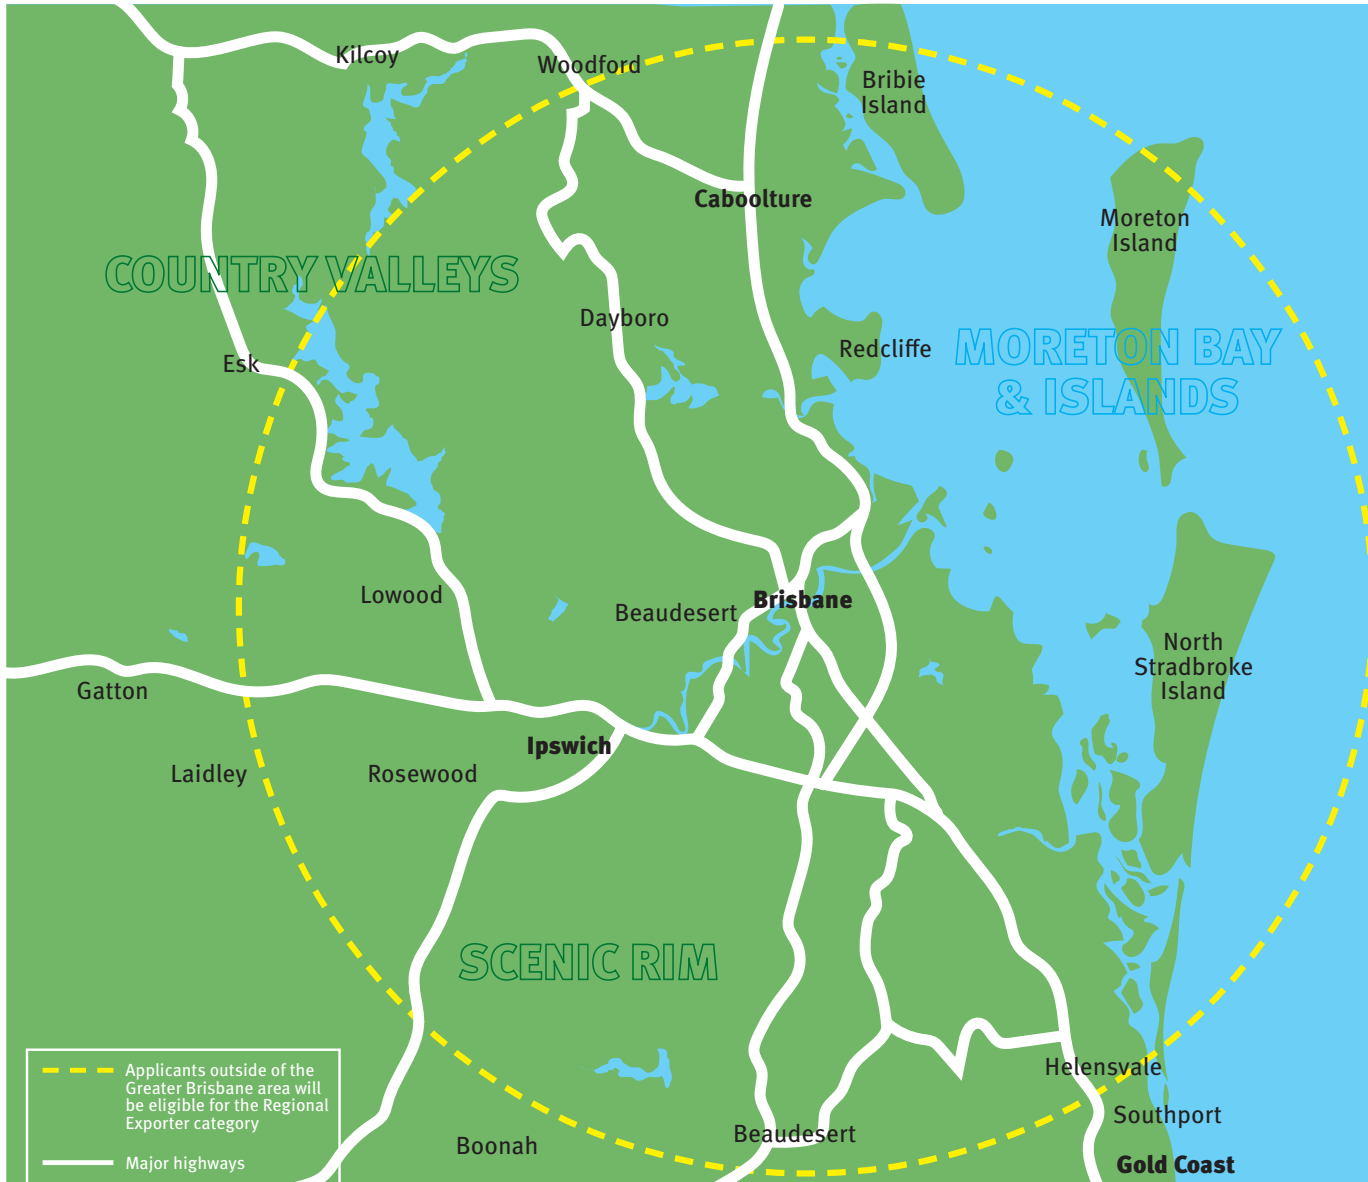 Kilcoy
Woodford
Bribie
Island
Caboolture
Moreton
Island
COUNTRY VALLEYS
Dayboro
Redcliffe
MORETON BAY
& ISLANDS
Esk
Lowood
Beaudesert
Brisbane
North
Stradbroke
Island
Gatton
Ipswich
Laidley
Rosewood
SCENIC RIM
Helensvale
Applicants outside of the
Greater Brisbane area will
be eligible for the Regional
Exporter category
Southport
Beaudesert
Boonah
Major highways
Gold Coast